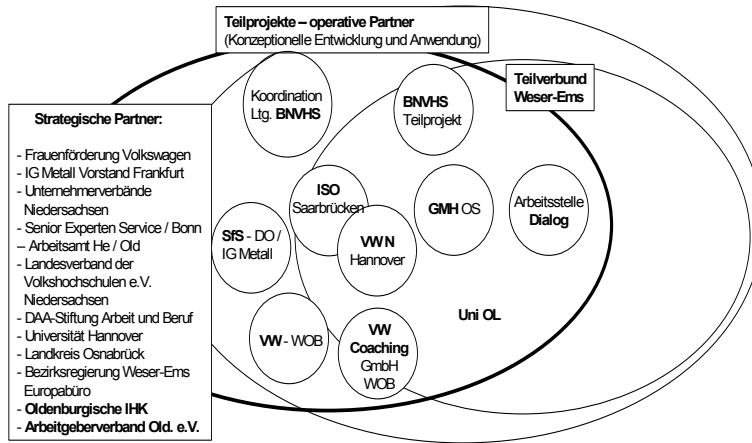 Teilprojekte – operative Partner
(Konzeptionelle Entwicklung und Anwendung)
Teilverbund
Weser-Ems
Strategische Partner:
- Frauenförderung Volkswagen
- IG Metall Vorstand Frankfurt
- Unternehmerverbände
Niedersachsen
- Senior Experten Service / Bonn
– Arbeitsamt He / Old
- Landesverband der
Volkshochschulen e.V.
Niedersachsen
- DAA-Stiftung Arbeit und Beruf
- Universität Hannover
- Landkreis Osnabrück
- Bezirksregierung Weser-Ems
Europabüro
- Oldenburgische IHK
- Arbeitgeberverband Old. e.V.
Koordination
Ltg. BNVHS
BNVHS
Teilprojekt
ISO
Saarbrücken
GMH OS
Arbeitsstelle
Dialog
SfS - DO /
IG Metall
VW N
Hannover
Uni OL
VW - WOB
VW
Coaching
GmbH
WOB